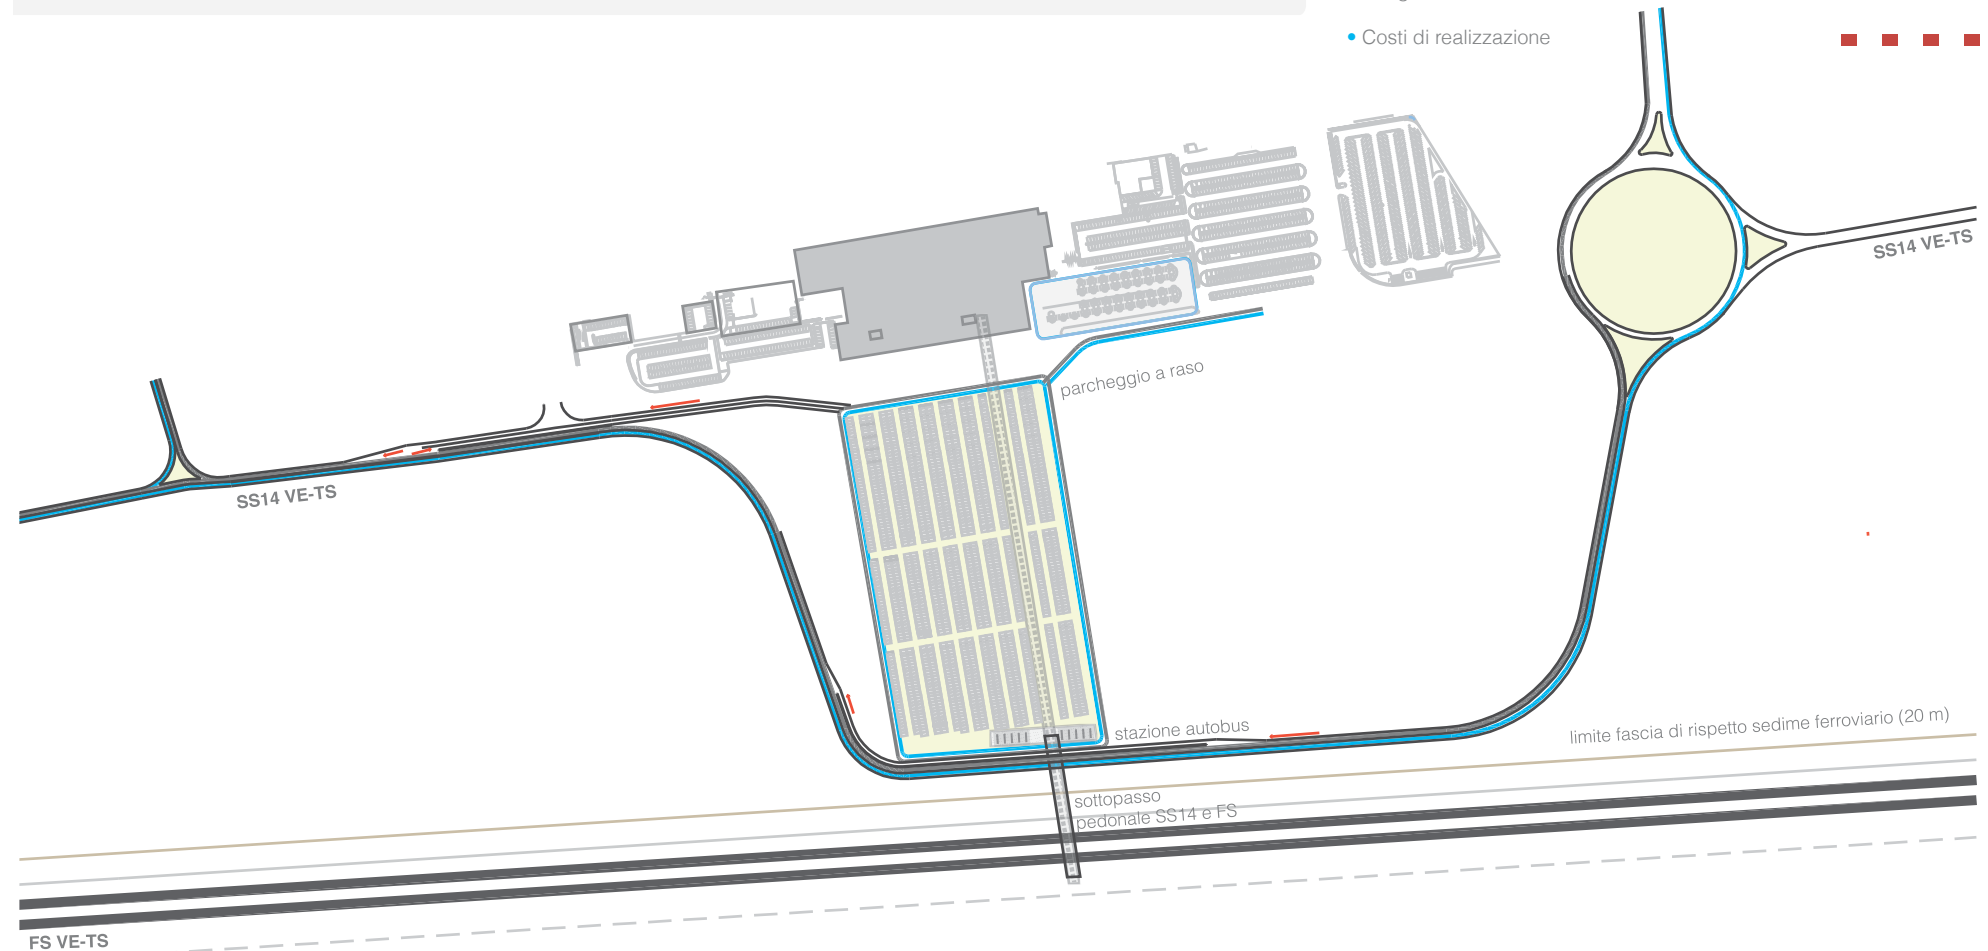 • Costi di realizzazione
SS14 VE-TS
parcheggio a raso
SS14 VE-TS
stazione autobus
limite fascia di rispetto sedime ferroviario (20 m)
sottopasso
pedonale SS14 e FS
FS VE-TS